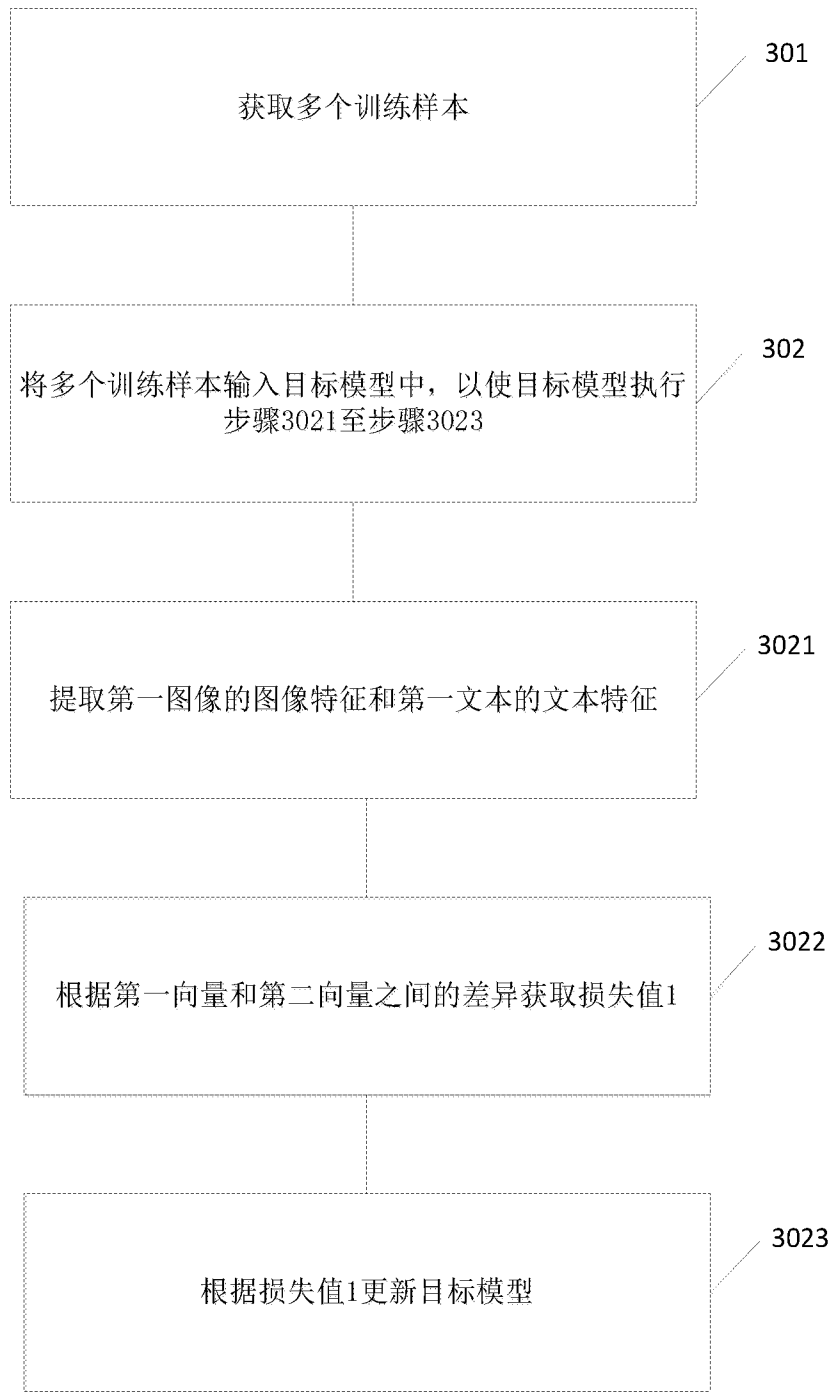 301
获取多个训练样本
302
将多个训练样本输入目标模型中，以使目标模型执行
步骤3021至步骤3023
3021
提取第一图像的图像特征和第一文本的文本特征
3022
根据第一向量和第二向量之间的差异获取损失值1
3023
根据损失值1更新目标模型